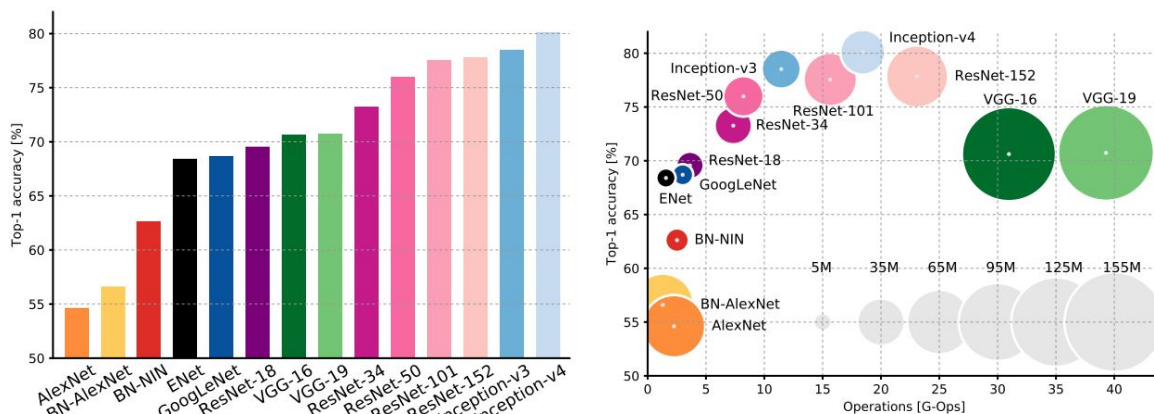 80
75
70
65
60
55
50
Top-1 accuracy [%]
AlexNet
BN-AlexNet
BN-NIN
ENet
GoogLeNet
ResNet-18
VGG-16
VGG-19
ResNet-34
ResNet-50
ResNet-101
ResNet-152
Inception-v3
Inception-v4
80
75
70
65
60
55
50
Top-1 accuracy [%]
Inception-v4
Inception-v3
ResNet-152
ResNet-50
ResNet-101
VGG-16
VGG-19
ResNet-34
ResNet-18
GoogLeNet
ENet
BN-NIN
5M 35M 65M 95M 125M 155M
BN-AlexNet
AlexNet
0 5 10 15 20 25 30 35 40
Operations [G-Ops]